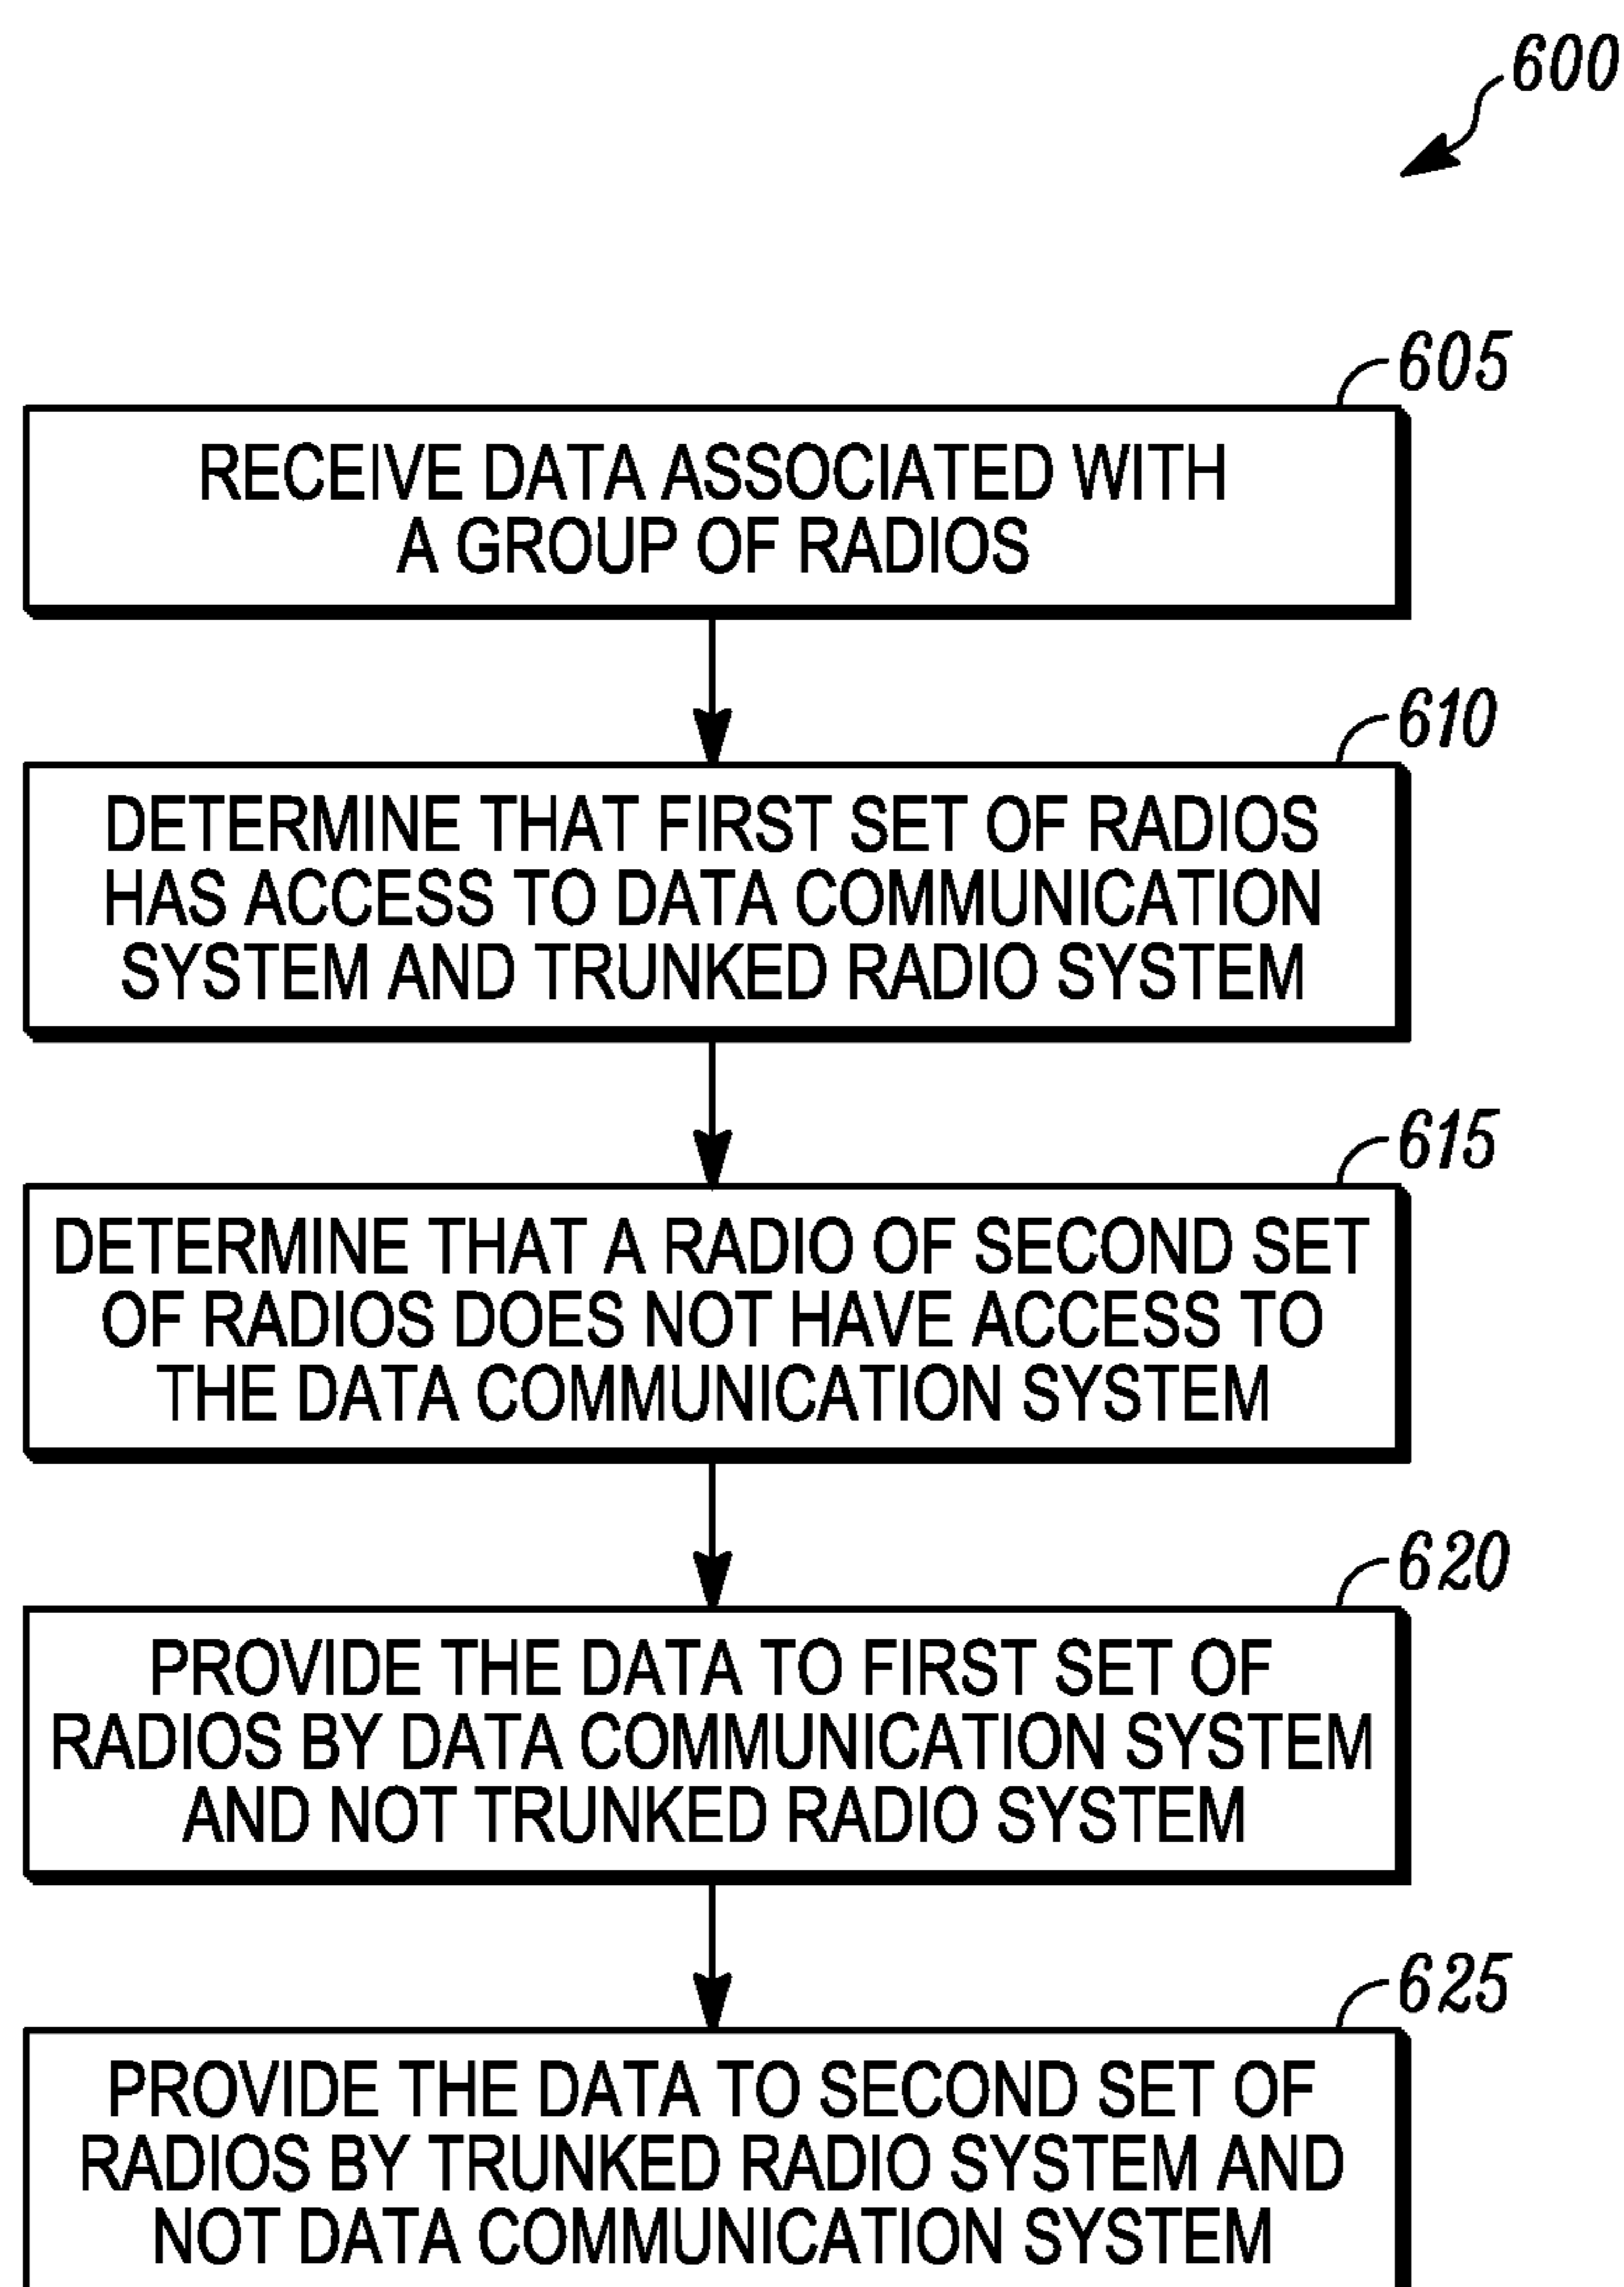 600
605
RECEIVE DATA ASSOCIATED WITH
A GROUP OF RADIOS
610
DETERMINE THAT FIRST SET OF RADIOS
HAS ACCESS TO DATA COMMUNICATION
SYSTEM AND TRUNKED RADIO SYSTEM
615
DETERMINE THAT A RADIO OF SECOND SET
OF RADIOS DOES NOT HAVE ACCESS TO
THE DATA COMMUNICATION SYSTEM
620
PROVIDE THE DATA TO FIRST SET OF
RADIOS BY DATA COMMUNICATION SYSTEM
AND NOT TRUNKED RADIO SYSTEM
625
PROVIDE THE DATA TO SECOND SET OF
RADIOS BY TRUNKED RADIO SYSTEM AND
NOT DATA COMMUNICATION SYSTEM